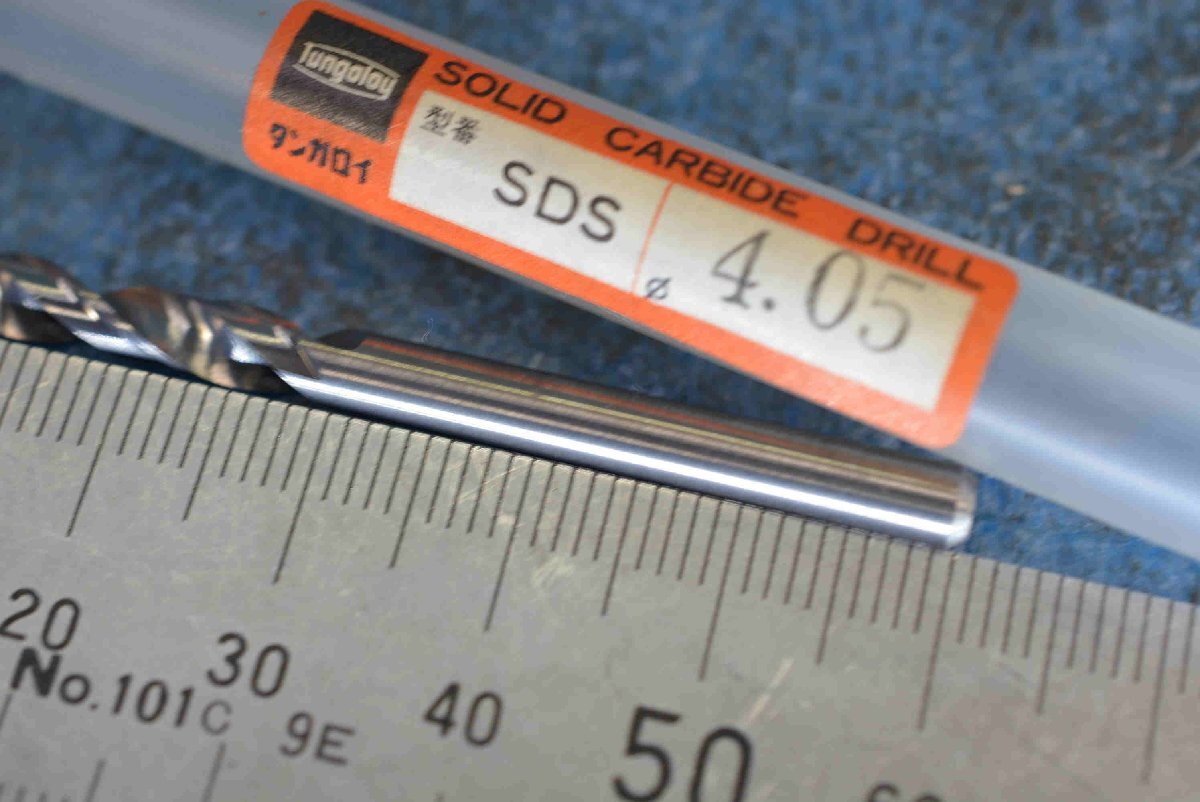 Tungaloy
タンガロイ
SOLID CARBIDE DRILL
型番
SDS
ø 4.05
20
30
40
50
No.101C 9E